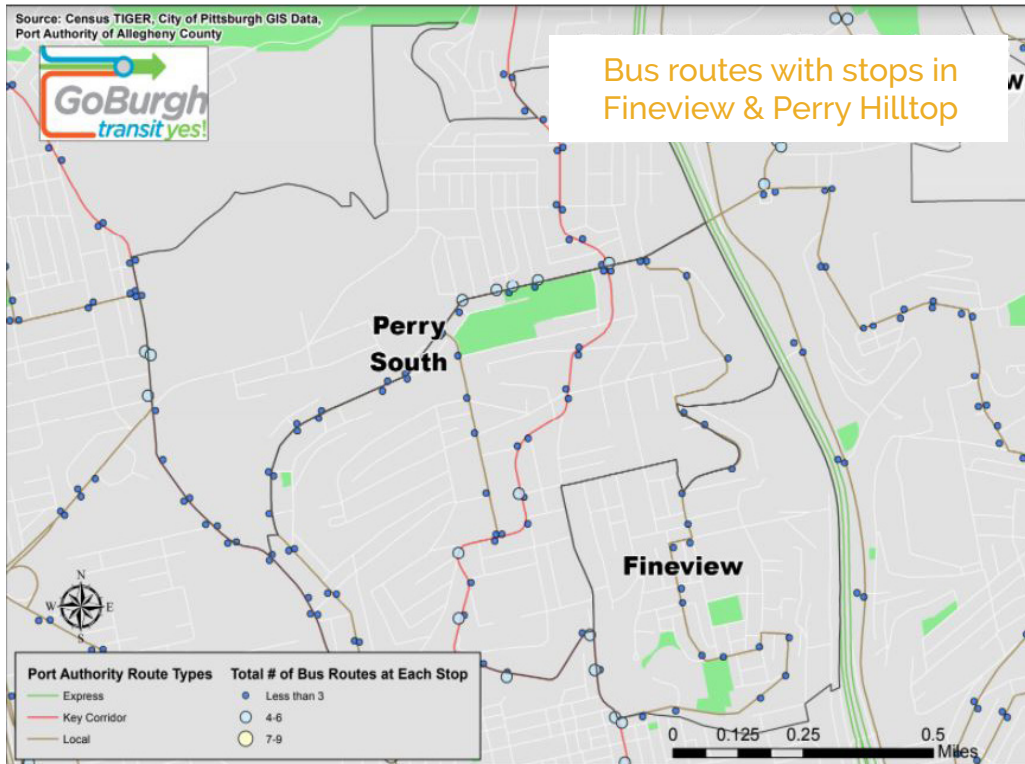 Source: Census TIGER, City of Pittsburgh GIS Data,
Port Authority of Allegheny County
GoBurgh
transit yes!
Bus routes with stops in
Fineview & Perry Hilltop
w
Perry
South
Fineview
N
W E
S
Port Authority Route Types
Express
Key Corridor
Local
Total # of Bus Routes at Each Stop
Less than 3
4-6
7-9
0 0.125 0.25 0.5
Miles